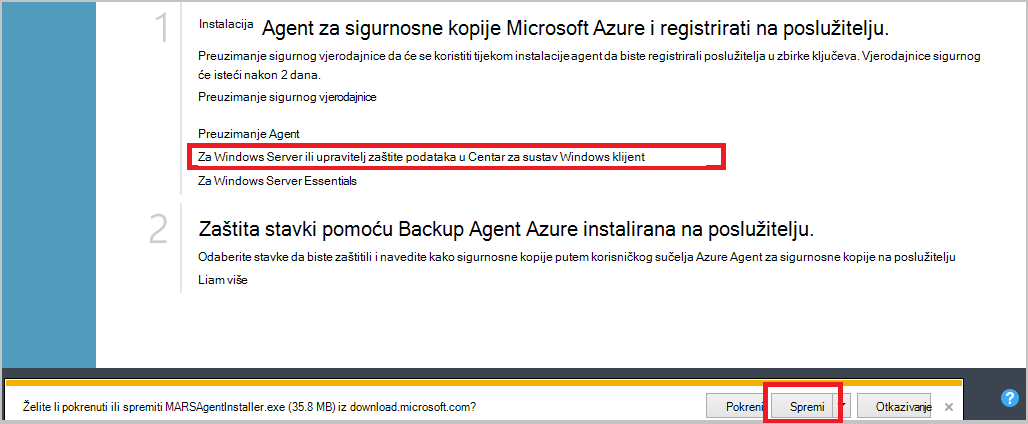 1
Instalacija Agent za sigurnosne kopije Microsoft Azure i registrirati na poslužitelju.
Preuzimanje sigurnog vjerodajnice da će se koristiti tijekom instalacije agent da biste registrirali poslužitelja u zbirke ključeva. Vjerodajnice sigurnog
će isteći nakon 2 dana.
Preuzimanje sigurnog vjerodajnice
Preuzimanje Agent
Za Windows Server ili upravitelj zaštite podataka u Centar za sustav Windows klijent
Za Windows Server Essentials
2
Zaštita stavki pomoću Backup Agent Azure instalirana na poslužitelju.
Odaberite stavke da biste zaštitili i navedite kako sigurnosne kopije putem korisničkog sučelja Azure Agent za sigurnosne kopije na poslužitelju
Liam više
Želite li pokrenuti ili spremiti MARSAgentInstaller.exe (35.8 MB) iz download.microsoft.com?
Pokreni
Spremi
Otkazivanje
×
?